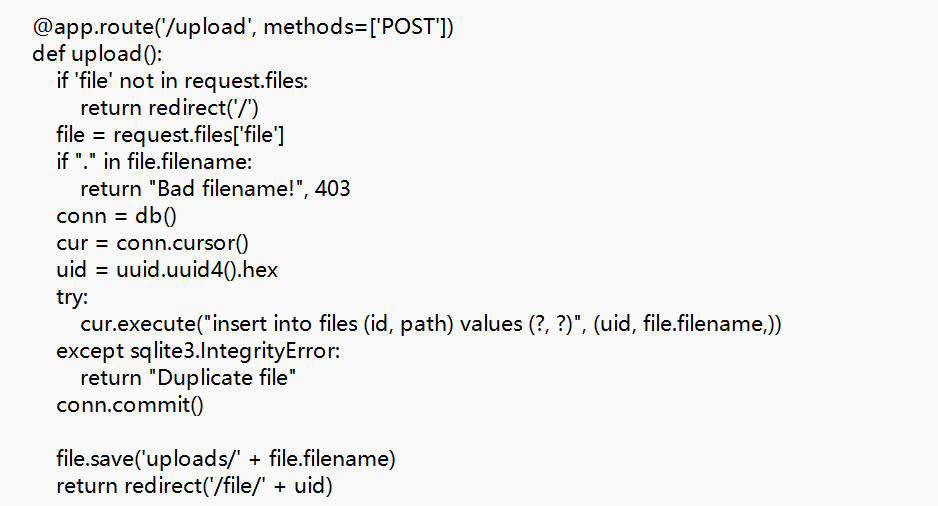 @app.route('/upload', methods=['POST'])
def upload():
    if 'file' not in request.files:
        return redirect('/')
    file = request.files['file']
    if "." in file.filename:
        return "Bad filename!", 403
    conn = db()
    cur = conn.cursor()
    uid = uuid.uuid4().hex
    try:
        cur.execute("insert into files (id, path) values (?, ?)", (uid, file.filename,))
    except sqlite3.IntegrityError:
        return "Duplicate file"
    conn.commit()

    file.save('uploads/' + file.filename)
    return redirect('/file/' + uid)